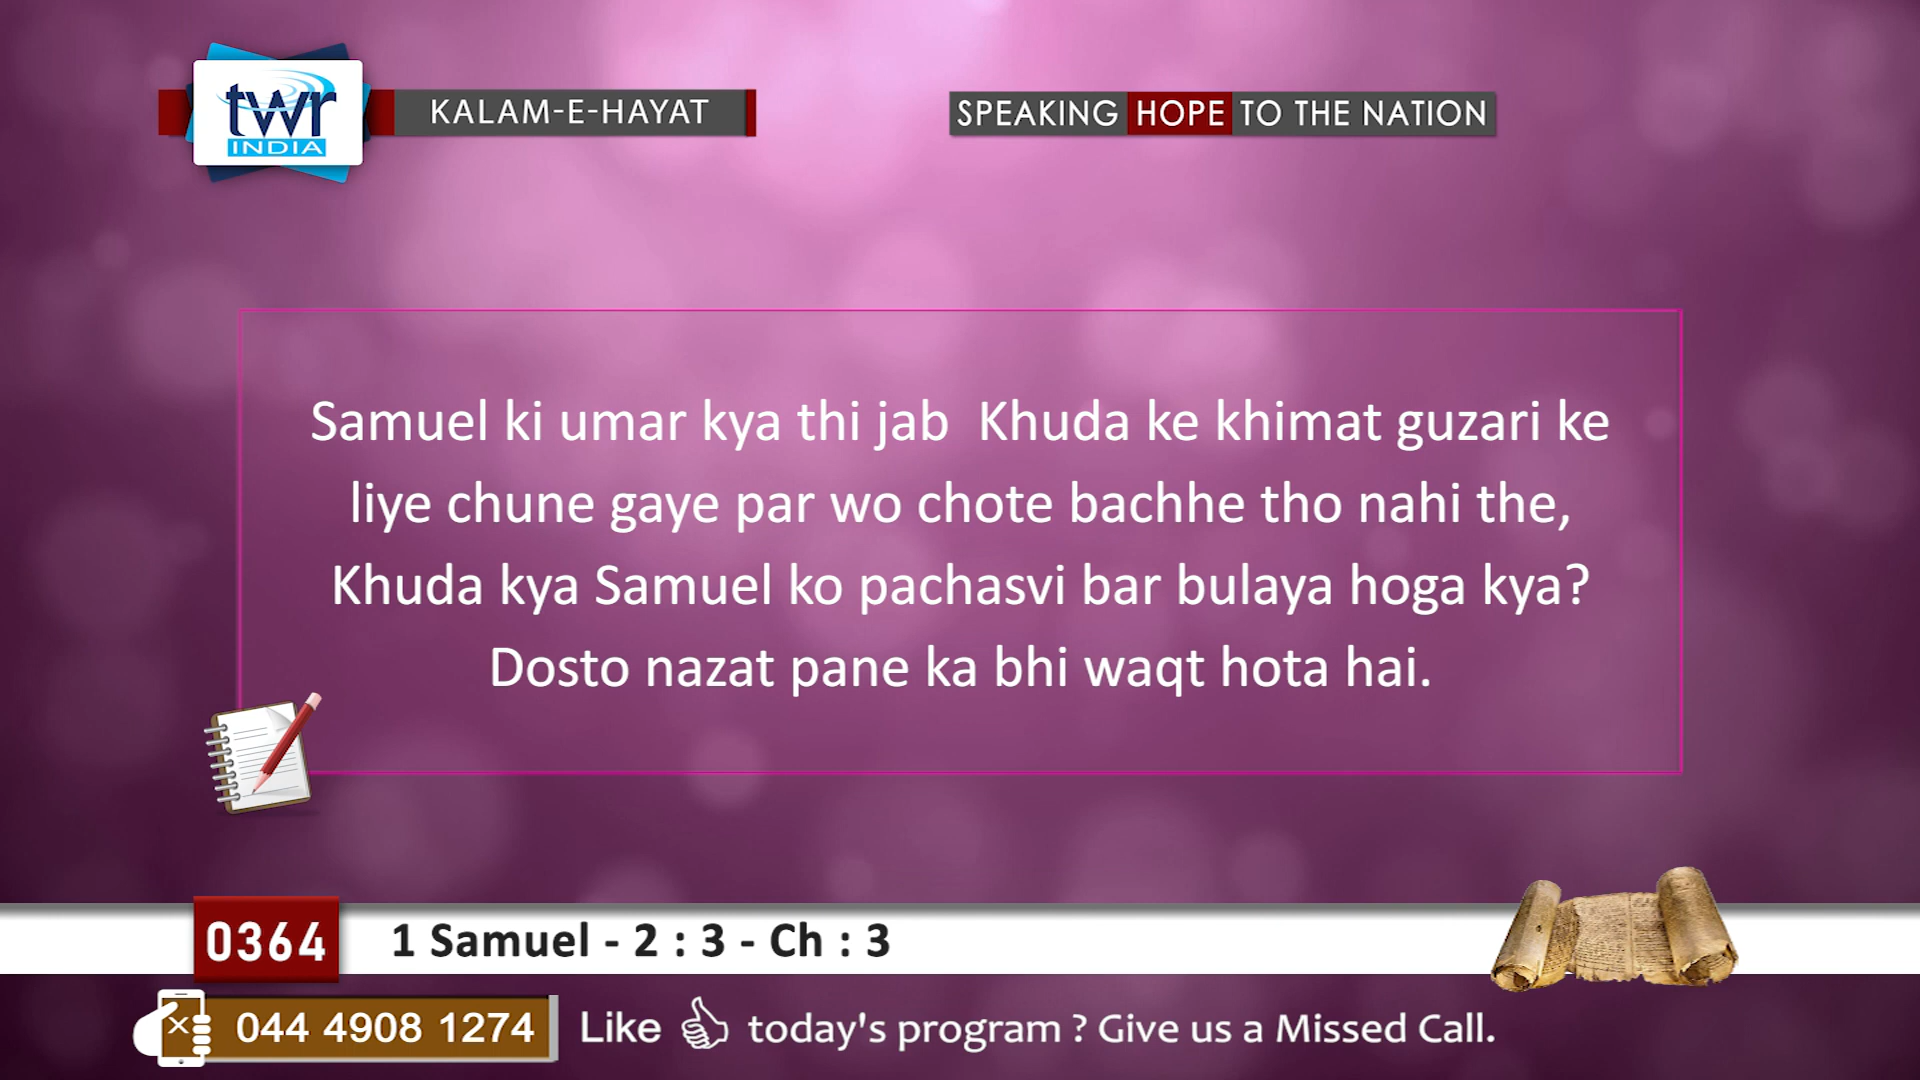 twr
INDIA
KALAM-E-HAYAT
SPEAKING HOPE TO THE NATION
Samuel ki umar kya thi jab  Khuda ke khimat guzari ke
liye chune gaye par wo chote bachhe tho nahi the,
Khuda kya Samuel ko pachasvi bar bulaya hoga kya?
Dosto nazat pane ka bhi waqt hota hai.
0364
1 Samuel - 2 : 3 - Ch : 3
044 4908 1274
Like today's program ? Give us a Missed Call.